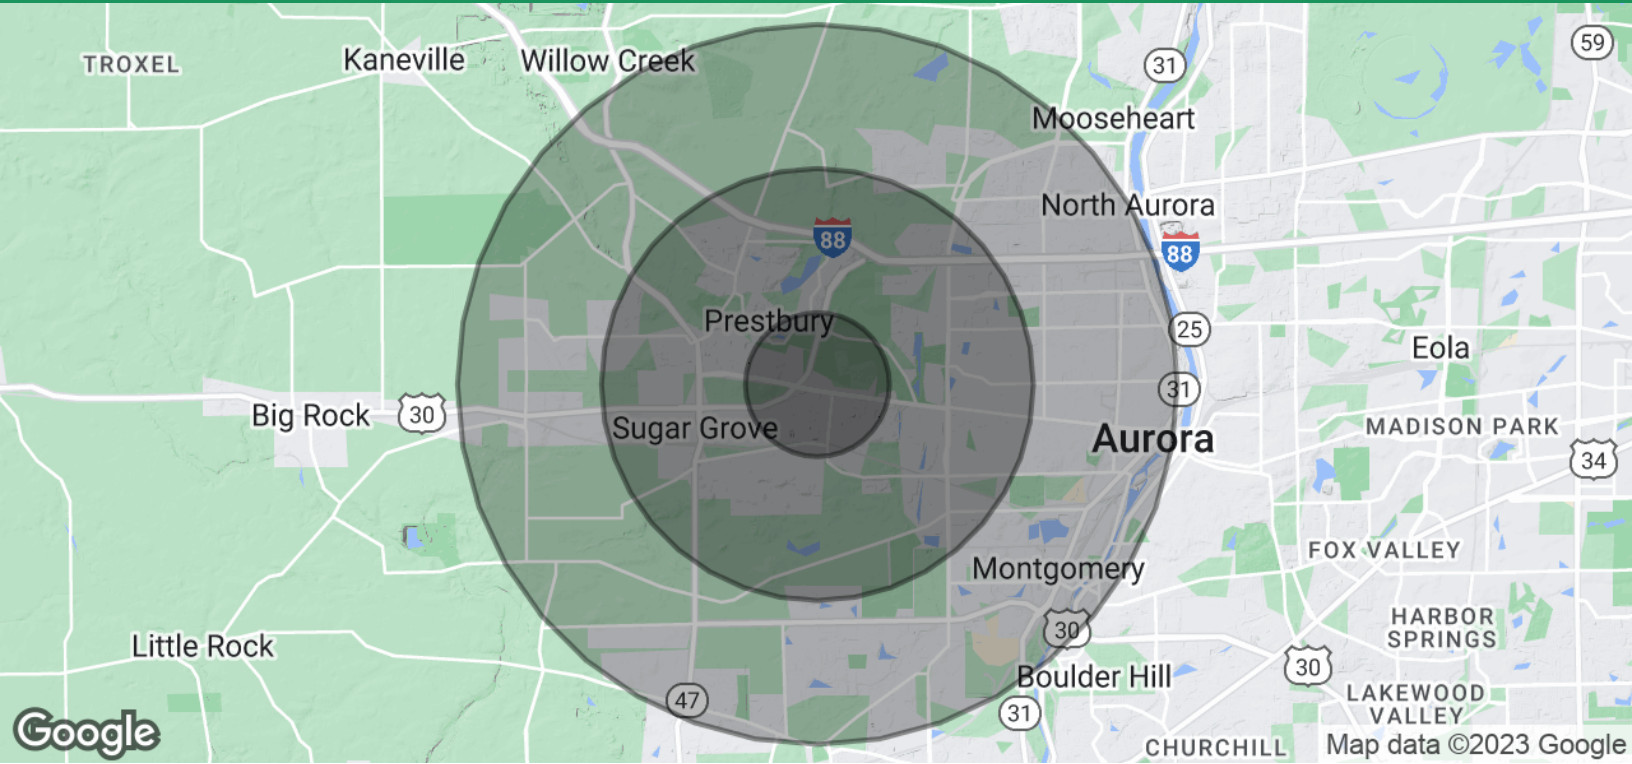 TROXEL
Kaneville
Willow Creek
59
31
Mooseheart
North Aurora
88
88
Prestbury
25
Eola
31
Big Rock
30
Sugar Grove
Aurora
MADISON PARK
34
FOX VALLEY
Montgomery
HARBOR
SPRINGS
30
Little Rock
30
Boulder Hill
47
31
LAKEWOOD
VALLEY
Google
CHURCHILL
Map data ©2023 Google